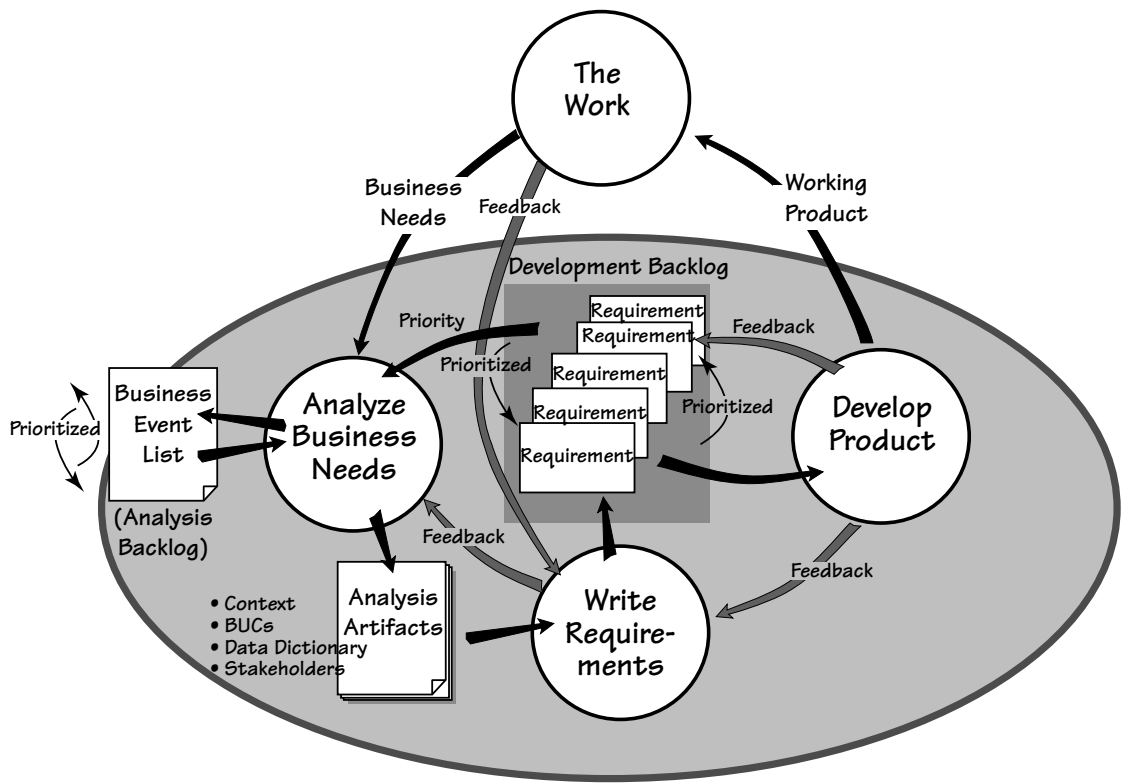 The
Work
Business
Needs
Feedback
Working
Product
Development Backlog
Requirement
Requirement
Requirement
Requirement
Requirement
Priority
Prioritized
Prioritized
Feedback
Business
Event
List
Prioritized
(Analysis
Backlog)
Analyze
Business
Needs
Develop
Product
Feedback
Feedback
Analysis
Artifacts
• Context
• BUCs
• Data Dictionary
• Stakeholders
Write
Require-
ments